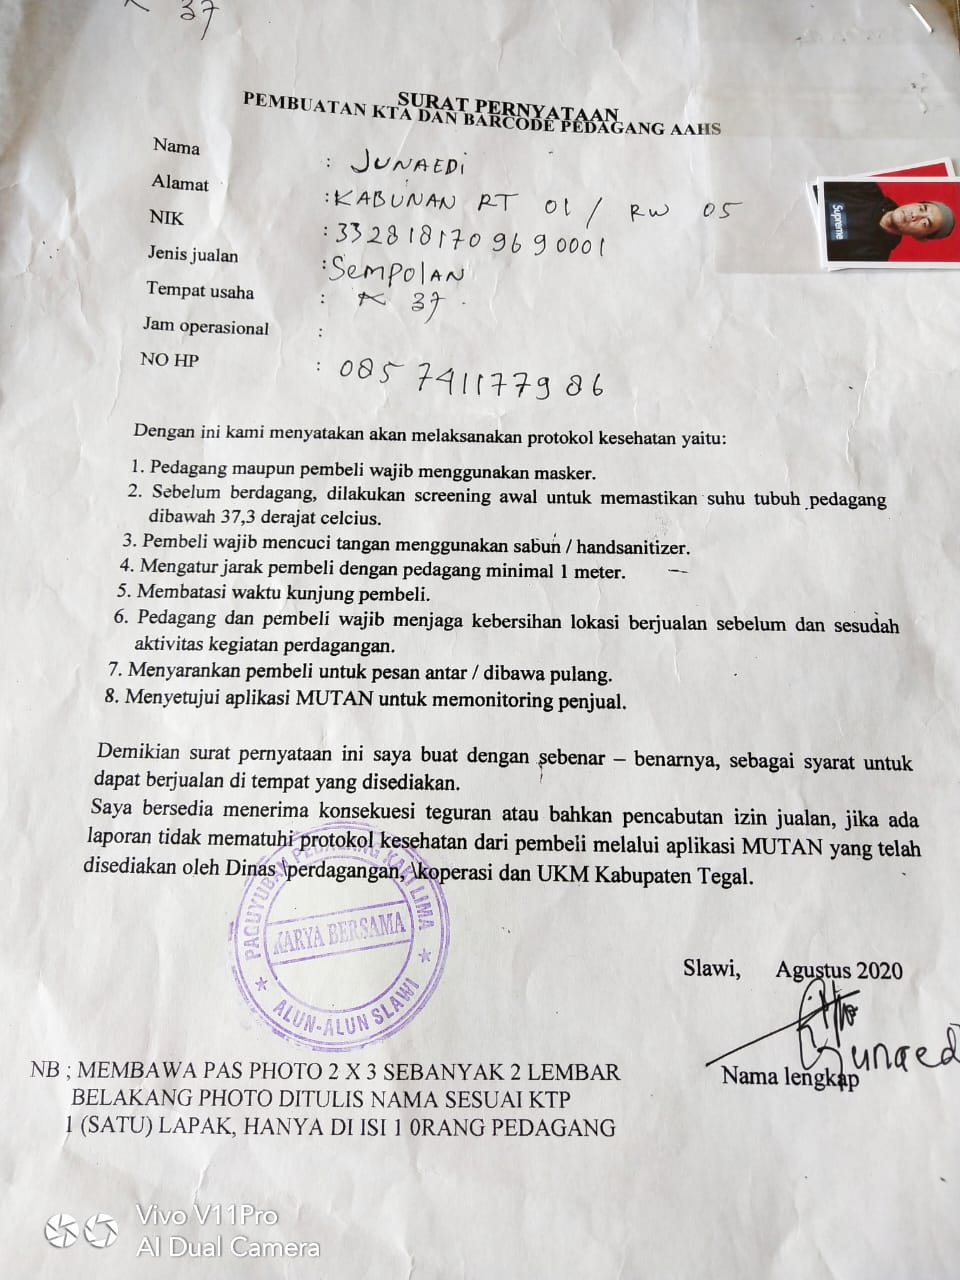 K 37
SURAT PERNYATAAN
PEMBUATAN KTA DAN BARCODE PEDAGANG AAHS
Nama : JUNAEDI
Alamat : KABUNAN RT 01 / RW 05
NIK : 3328181709690001
Jenis jualan : SEMPOLAN
Tempat usaha : K 37
Jam operasional :
NO HP : 085741177986
Supreme
Dengan ini kami menyatakan akan melaksanakan protokol kesehatan yaitu:
1. Pedagang maupun pembeli wajib menggunakan masker.
2. Sebelum berdagang, dilakukan screening awal untuk memastikan suhu tubuh pedagang
dibawah 37,3 derajat celcius.
3. Pembeli wajib mencuci tangan menggunakan sabun / handsanitizer.
4. Mengatur jarak pembeli dengan pedagang minimal 1 meter.
5. Membatasi waktu kunjung pembeli.
6. Pedagang dan pembeli wajib menjaga kebersihan lokasi berjualan sebelum dan sesudah
aktivitas kegiatan perdagangan.
7. Menyarankan pembeli untuk pesan antar / dibawa pulang.
8. Menyetujui aplikasi MUTAN untuk memonitoring penjual.
Demikian surat pernyataan ini saya buat dengan sebenar – benarnya, sebagai syarat untuk
dapat berjualan di tempat yang disediakan.
Saya bersedia menerima konsekuesi teguran atau bahkan pencabutan izin jualan, jika ada
laporan tidak mematuhi protokol kesehatan dari pembeli melalui aplikasi MUTAN yang telah
disediakan oleh Dinas \perdagangan, \koperasi dan UKM Kabupaten Tegal.
PAGUYUBAN PEDAGANG KAKI LIMA
KARYA BERSAMA
ALUN-ALUN SLAWI
Slawi, Agustus 2020
Junaedi
Nama lengkap
NB ; MEMBAWA PAS PHOTO 2 X 3 SEBANYAK 2 LEMBAR
BELAKANG PHOTO DITULIS NAMA SESUAI KTP
1 (SATU) LAPAK, HANYA DI ISI 1 0RANG PEDAGANG
Vivo V11Pro
AI Dual Camera